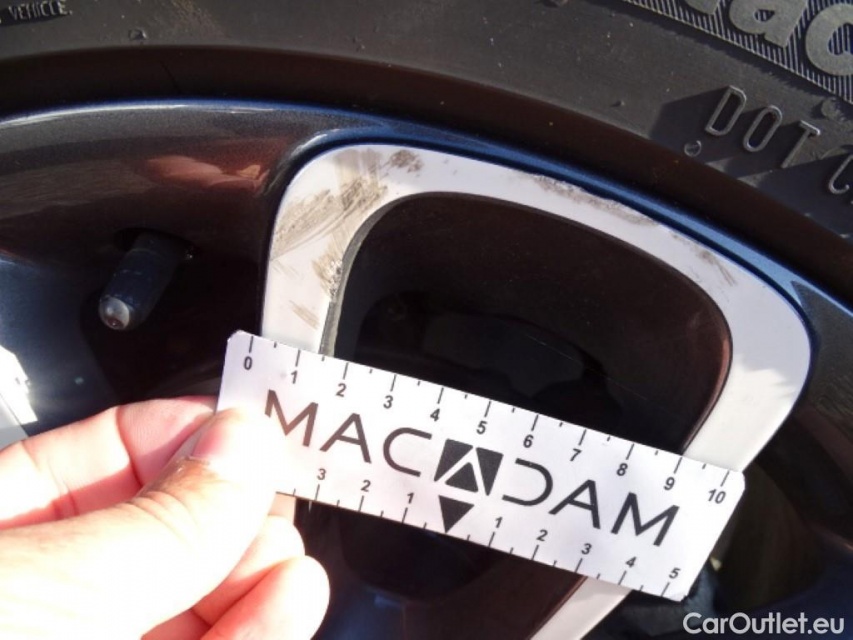 VEHICLE
DOT C
0 1 2 3 4 5 6 7 8 9 10
MACADAM
3 2 1 1 2 3 4 5
CarOutlet.eu